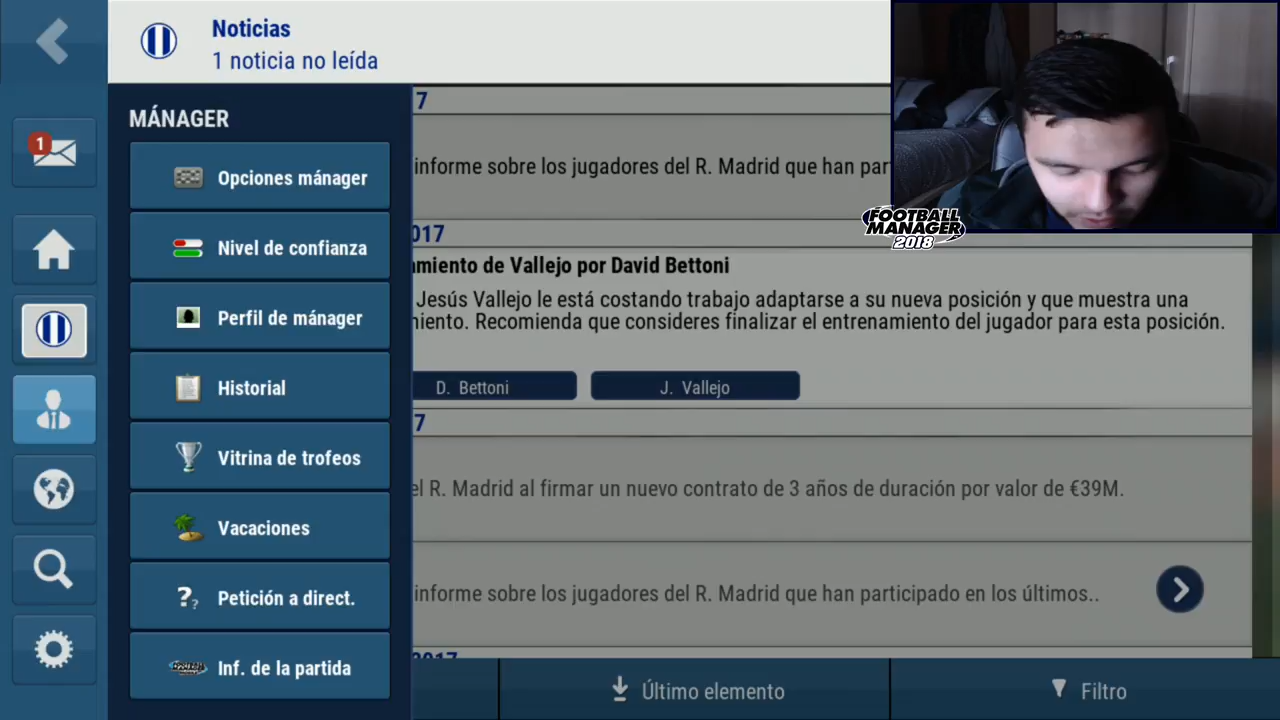 Noticias
1 noticia no leída
1
MÁNAGER
Opciones mánager
Nivel de confianza
Perfil de mánager
Historial
Vitrina de trofeos
Vacaciones
Petición a direct.
Inf. de la partida
7
informe sobre los jugadores del R. Madrid que han par
017
amiento de Vallejo por David Bettoni
Jesús Vallejo le está costando trabajo adaptarse a su nueva posición y que muestra una
miento. Recomienda que consideres finalizar el entrenamiento del jugador para esta posición.
D. Bettoni
J. Vallejo
7
el R. Madrid al firmar un nuevo contrato de 3 años de duración por valor de €39M.
informe sobre los jugadores del R. Madrid que han participado en los últimos..
2017
Último elemento
Filtro
FOOTBALL
MANAGER
2018